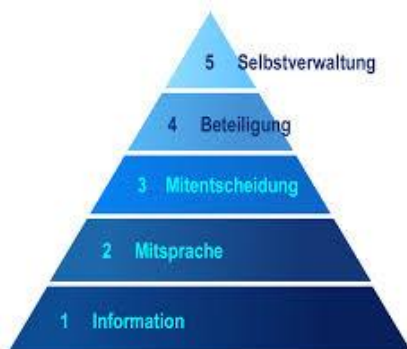 5 Selbstverwaltung
4 Beteiligung
3 Mitentscheidung
2 Mitsprache
1 Information